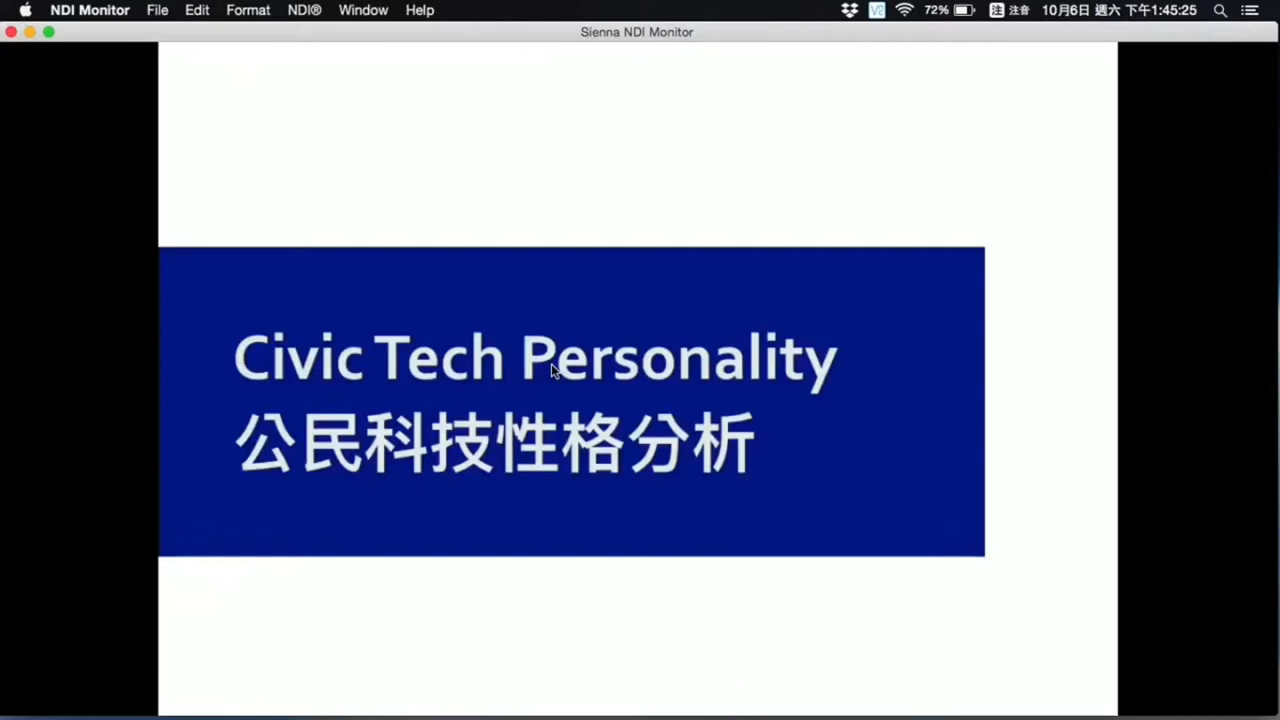 NDI Monitor File Edit Format NDI® Window Help 72% 注 注音 10月6日 週六 下午1:45:25
Sienna NDI Monitor
Civic Tech Personality
公民科技性格分析